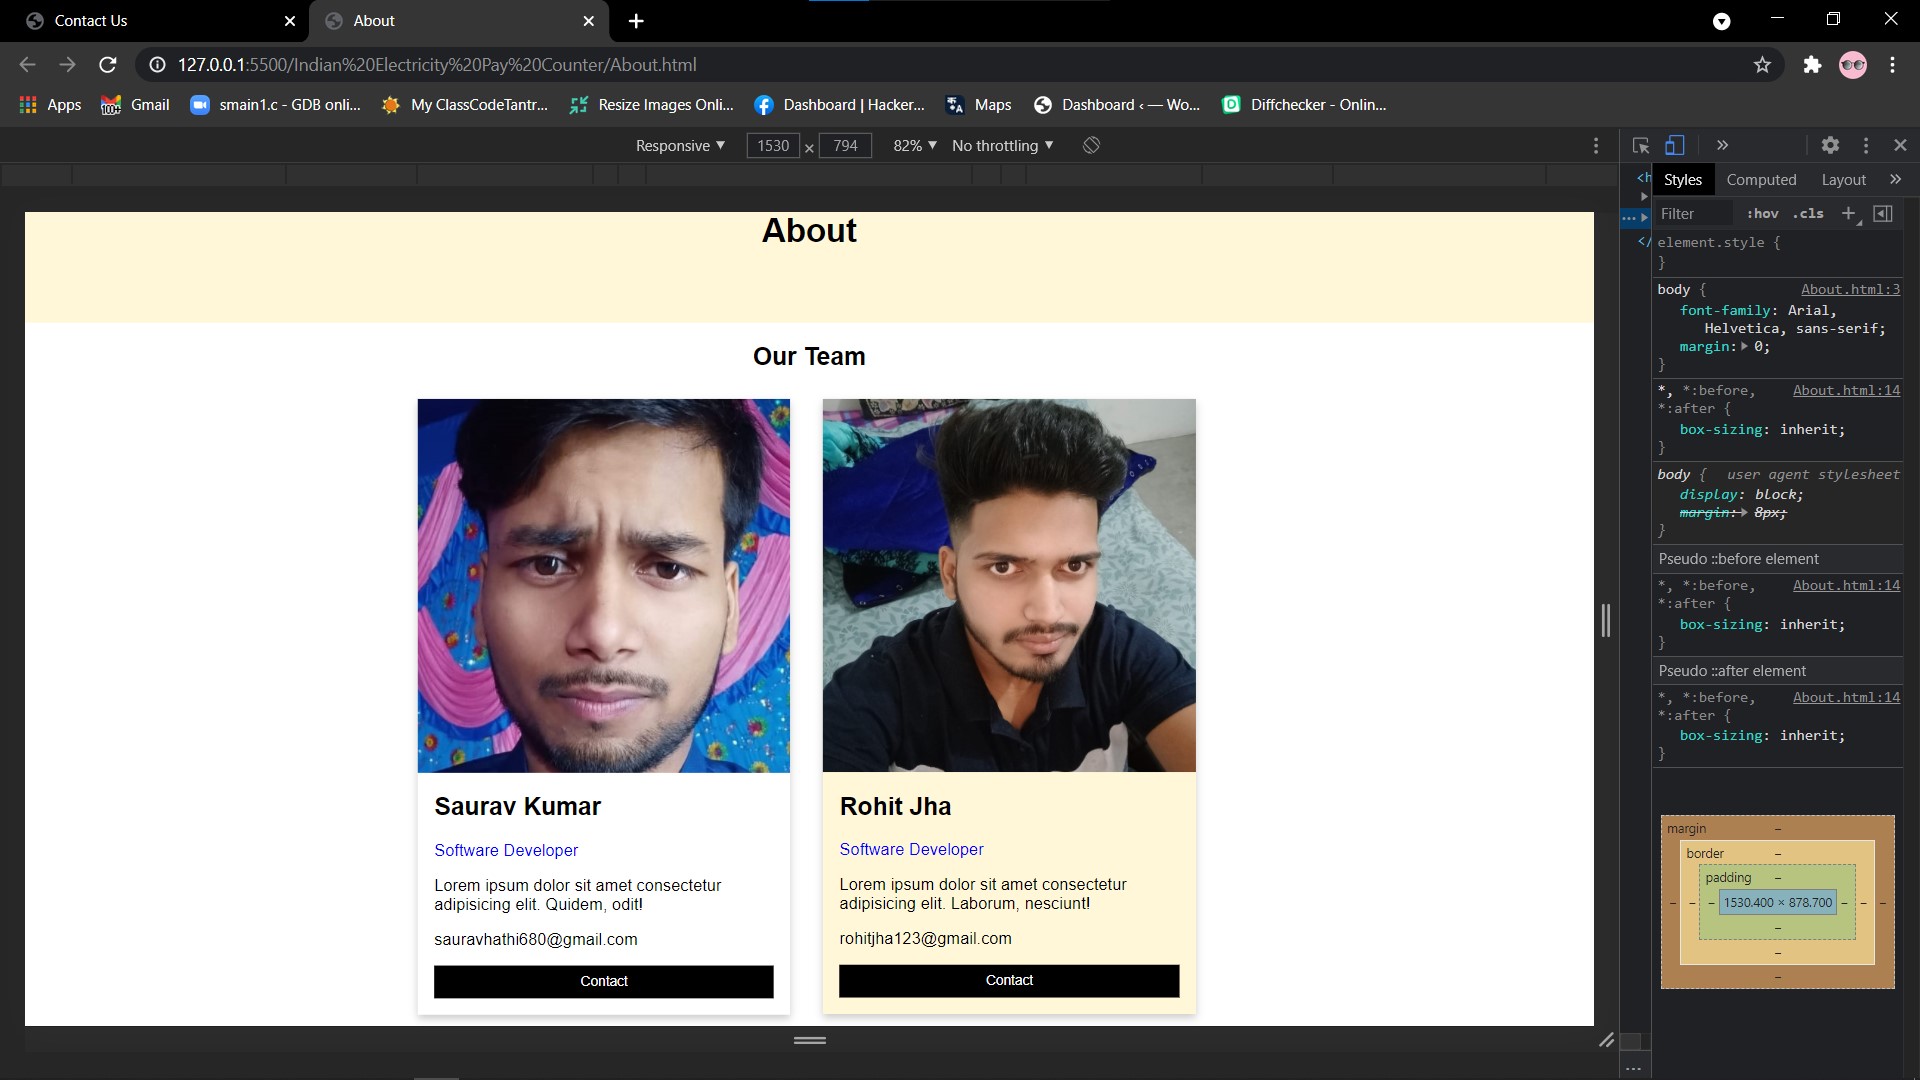 Contact Us
About
127.0.0.1:5500/Indian%20Electricity%20Pay%20Counter/About.html
Apps
Gmail
smain1.c - GDB onli...
My ClassCodeTantr...
Resize Images Onli...
Dashboard | Hacker...
Maps
Dashboard ‹ — Wo...
Diffchecker - Onlin...
Responsive
1530 × 794
82%
No throttling
Styles
Computed
Layout
Filter
:hov
.cls
<h
</
element.style {
}
body {
About.html:3
font-family: Arial,
Helvetica, sans-serif;
margin: 0;
}
*, *:before,
About.html:14
*:after {
box-sizing: inherit;
}
body {
user agent stylesheet
display: block;
margin: 8px;
}
Pseudo ::before element
*, *:before,
About.html:14
*:after {
box-sizing: inherit;
}
Pseudo ::after element
*, *:before,
About.html:14
*:after {
box-sizing: inherit;
}
margin –
border –
padding –
– – – 1530.400 × 878.700 – – –
–
–
–
About
Our Team
Saurav Kumar
Software Developer
Lorem ipsum dolor sit amet consectetur
adipisicing elit. Quidem, odit!
sauravhathi680@gmail.com
Contact
Rohit Jha
Software Developer
Lorem ipsum dolor sit amet consectetur
adipisicing elit. Laborum, nesciunt!
rohitjha123@gmail.com
Contact